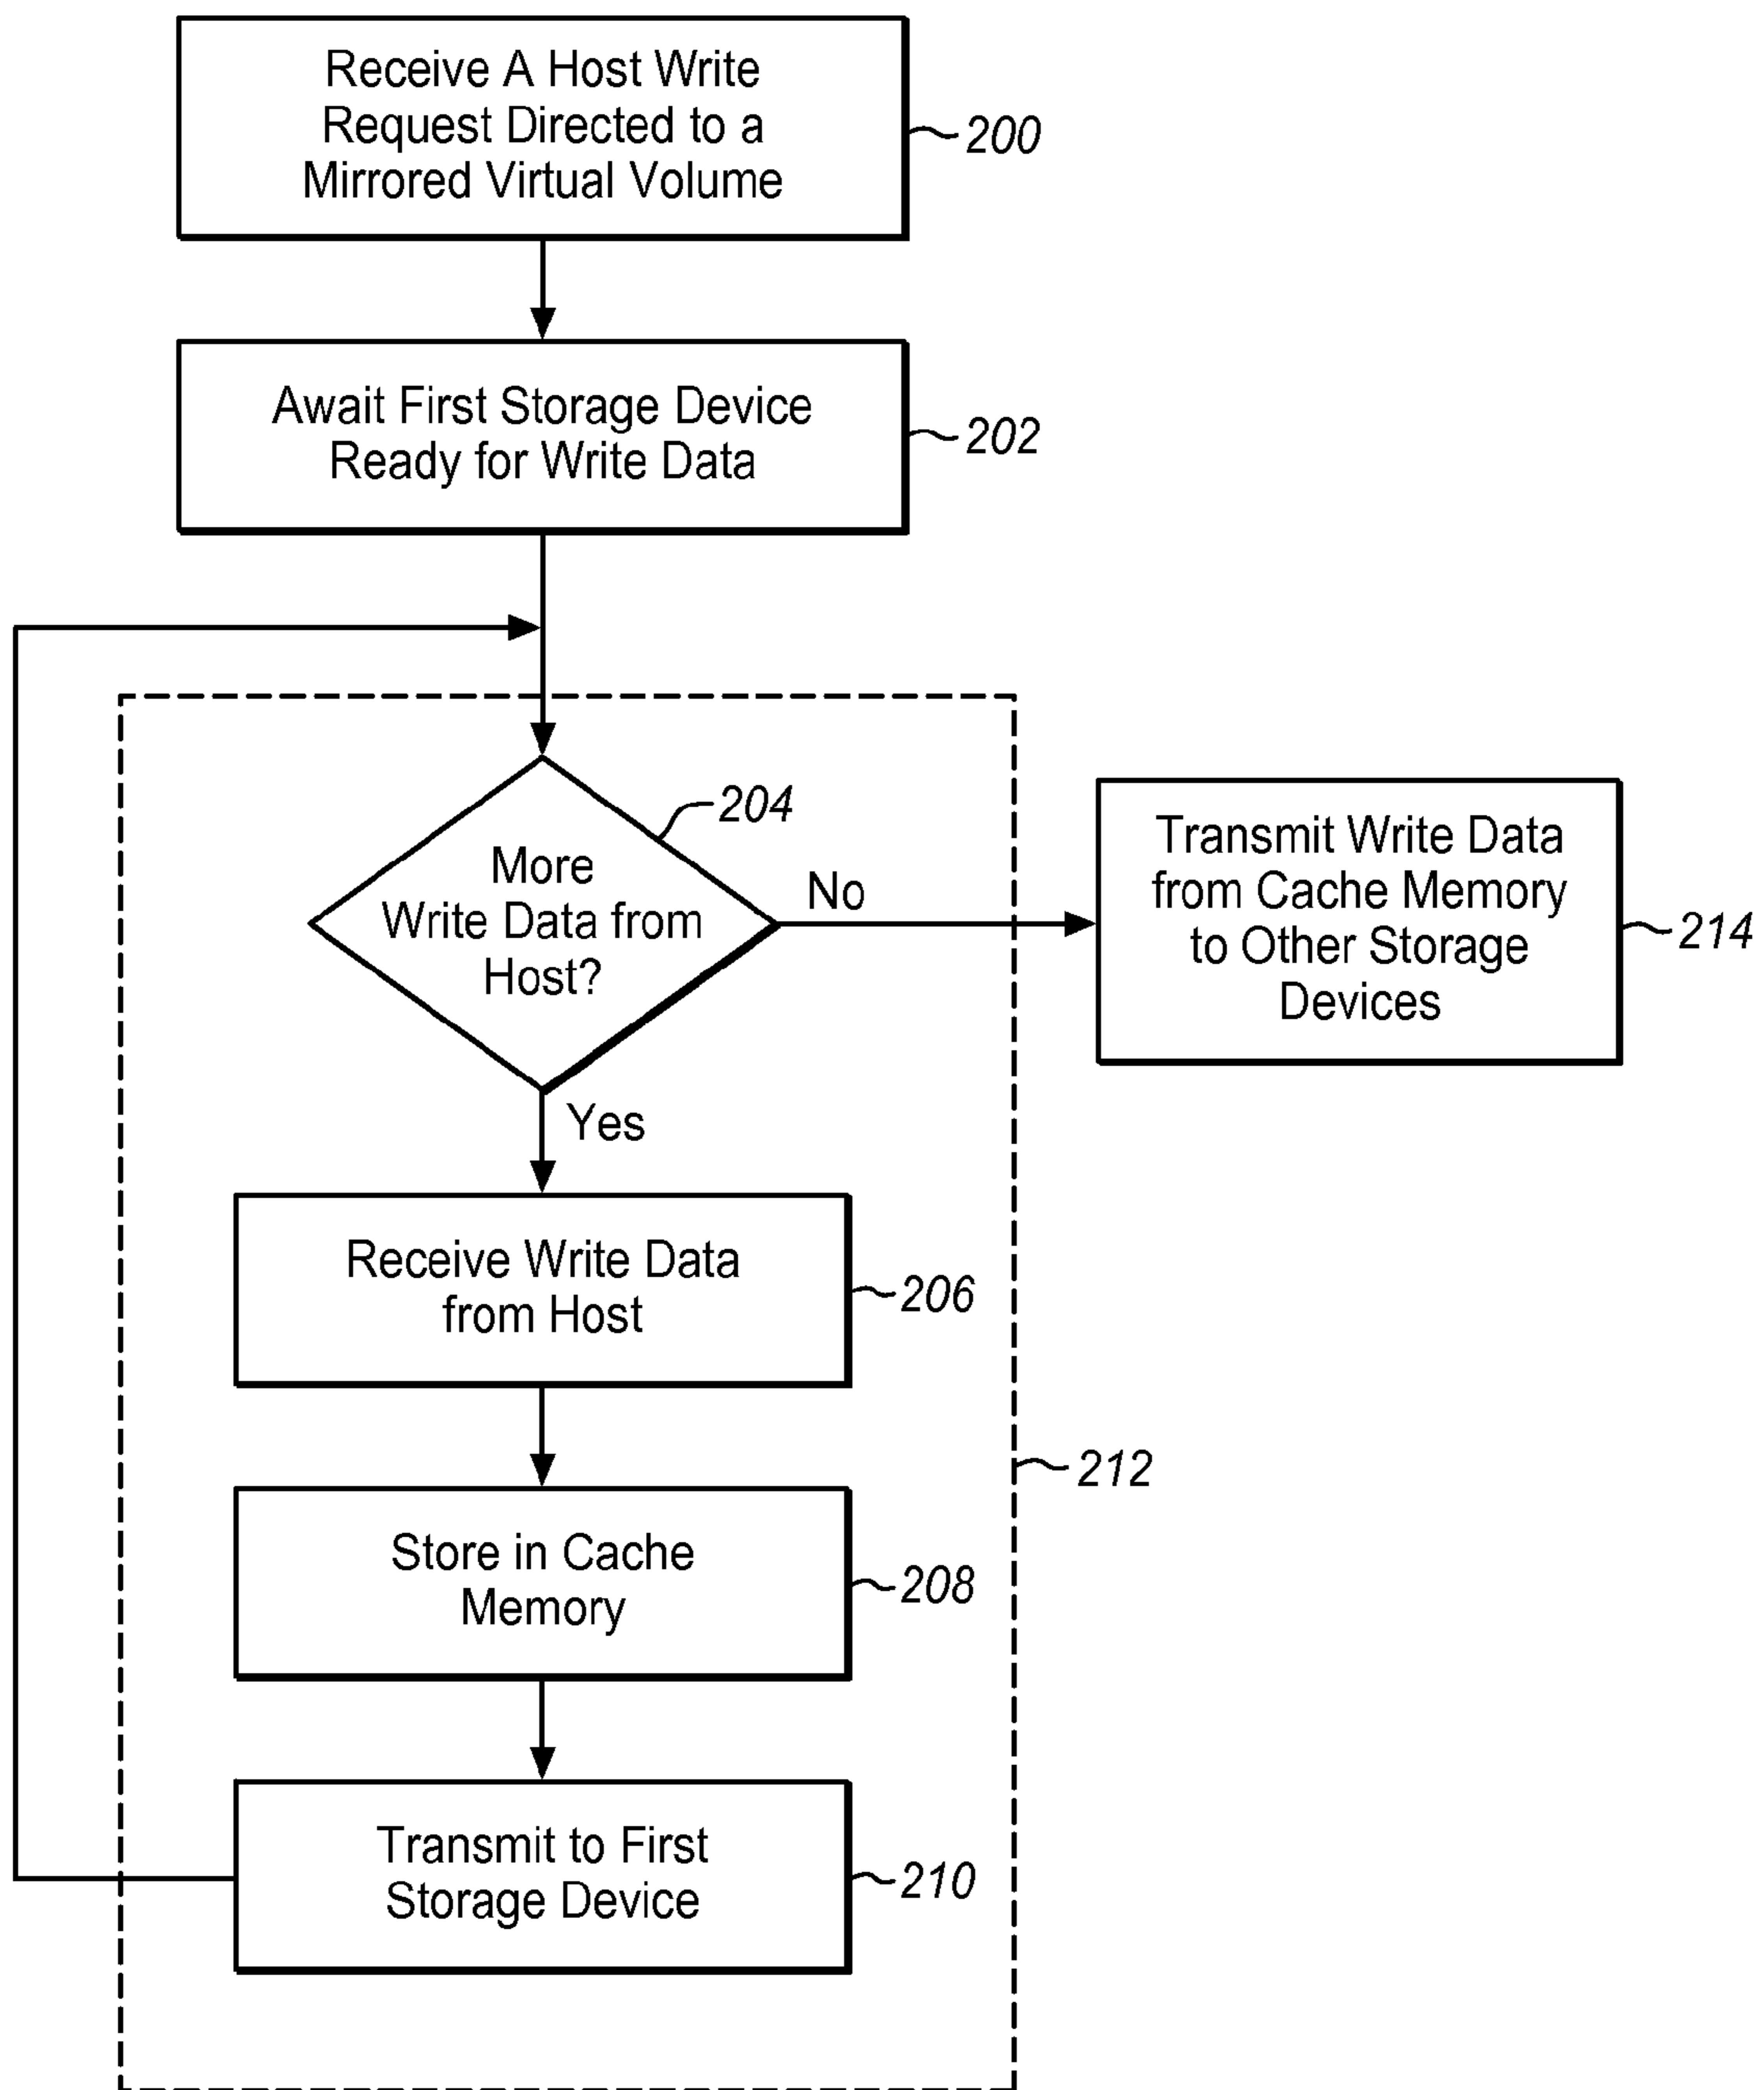 Receive A Host Write
Request Directed to a
Mirrored Virtual Volume
200
Await First Storage Device
Ready for Write Data
202
204
More
Write Data from
Host?
No
Transmit Write Data
from Cache Memory
to Other Storage
Devices
214
Yes
Receive Write Data
from Host
206
212
Store in Cache
Memory
208
Transmit to First
Storage Device
210